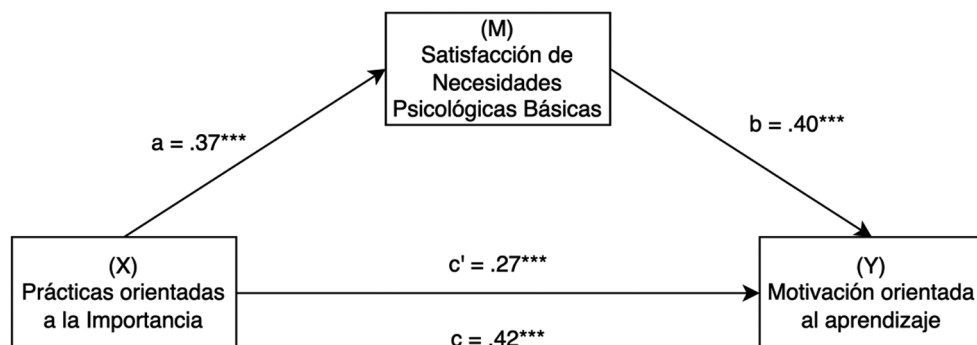 (M)
Satisfacción de
Necesidades
Psicológicas Básicas
a = .37***
b = .40***
(X)
Prácticas orientadas
a la Importancia
c' = .27***
c = .42***
(Y)
Motivación orientada
al aprendizaje